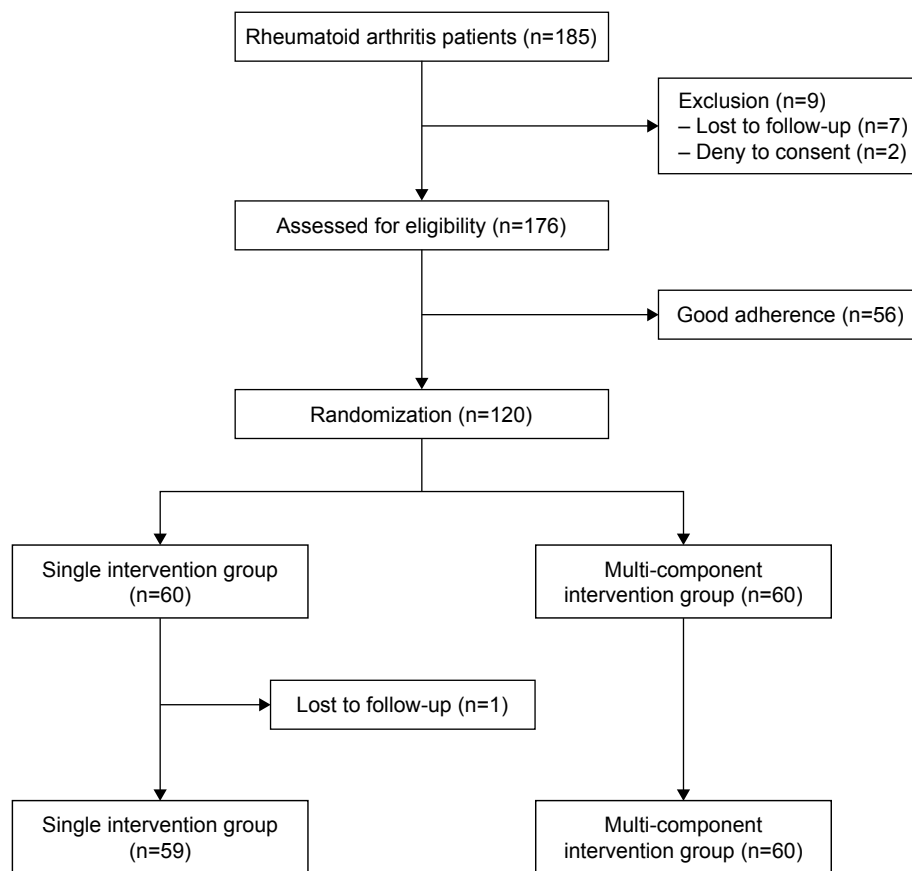 Rheumatoid arthritis patients (n=185)
Exclusion (n=9)
– Lost to follow-up (n=7)
– Deny to consent (n=2)
Assessed for eligibility (n=176)
Good adherence (n=56)
Randomization (n=120)
Single intervention group
(n=60)
Multi-component
intervention group (n=60)
Lost to follow-up (n=1)
Single intervention group
(n=59)
Multi-component
intervention group (n=60)